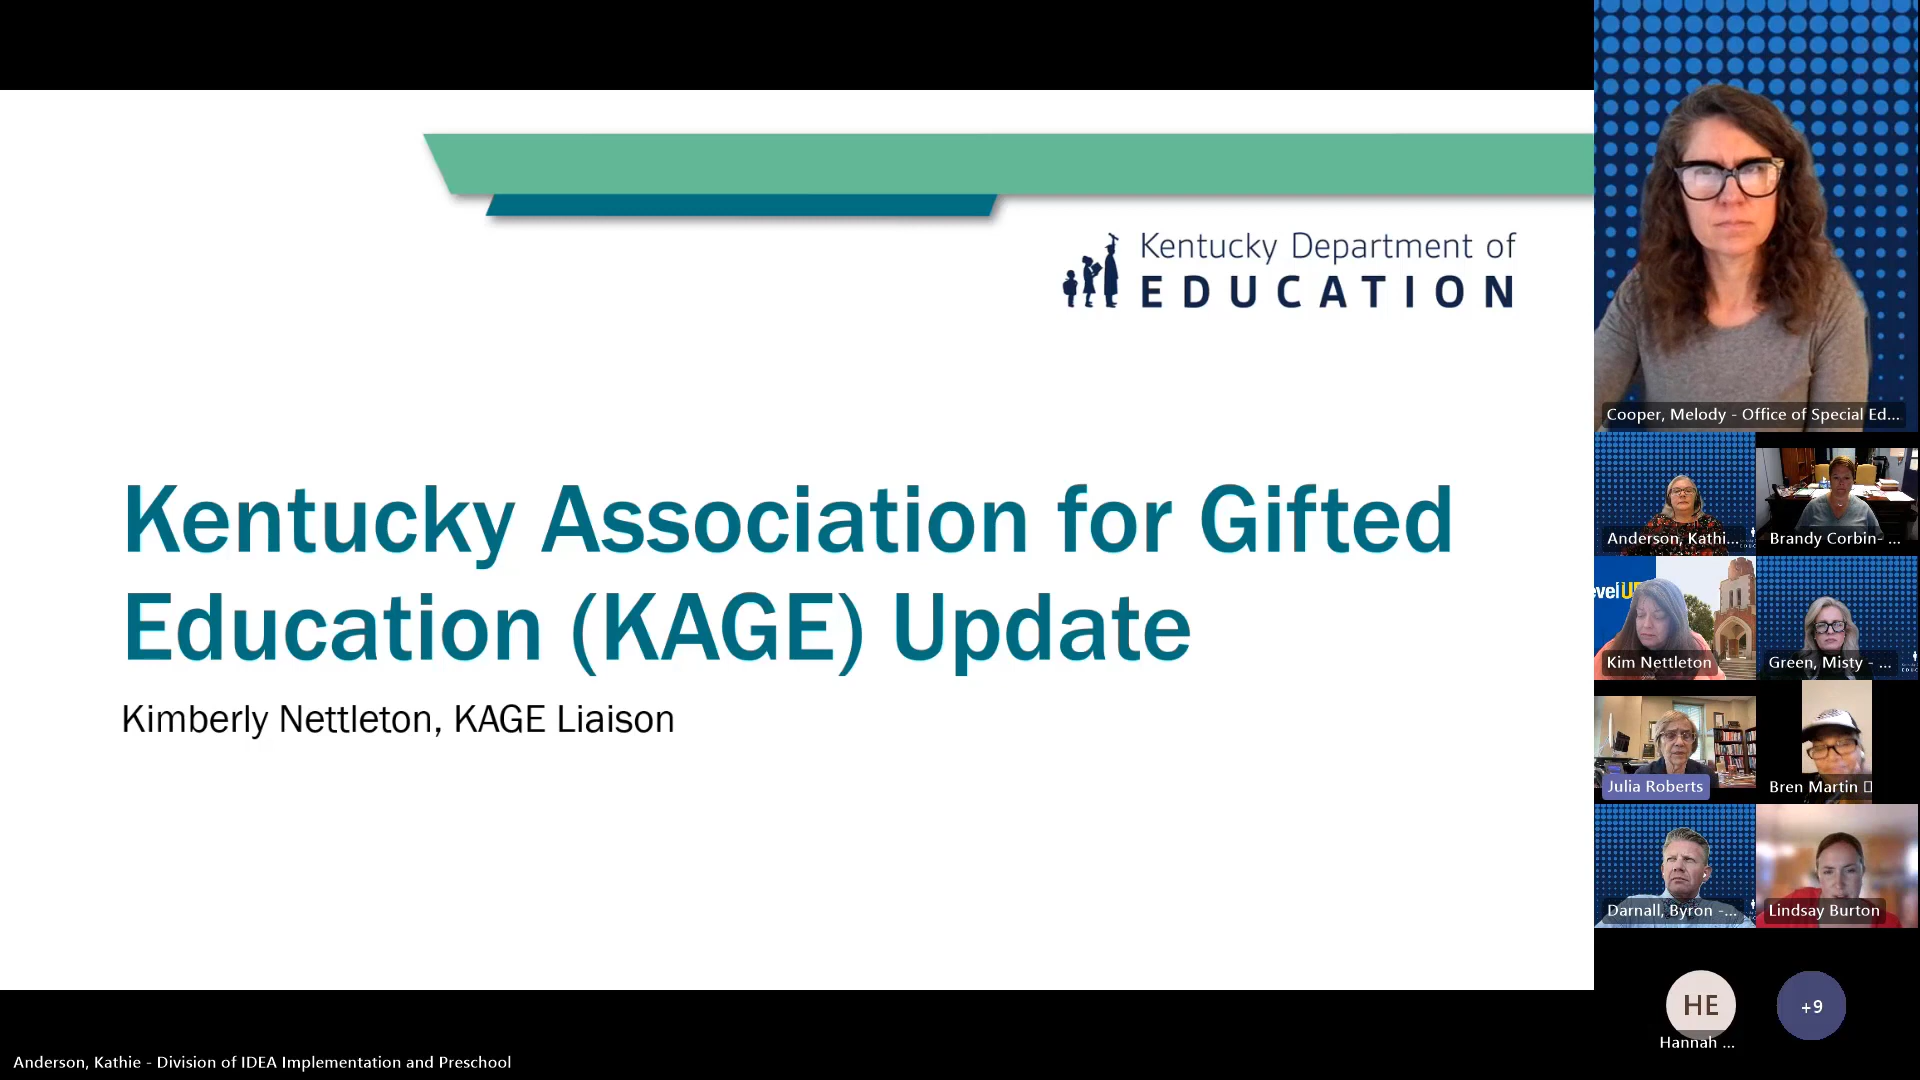 Kentucky Department of
EDUCATION
Kentucky Association for Gifted
Education (KAGE) Update
Kimberly Nettleton, KAGE Liaison
Cooper, Melody - Office of Special Ed...
Anderson, Kathi...
Brandy Corbin- ...
evelU
Kim Nettleton
Green, Misty - ...
Julia Roberts
Bren Martin
Darnall, Byron -...
Lindsay Burton
HE
+9
Hannah ...
Anderson, Kathie - Division of IDEA Implementation and Preschool